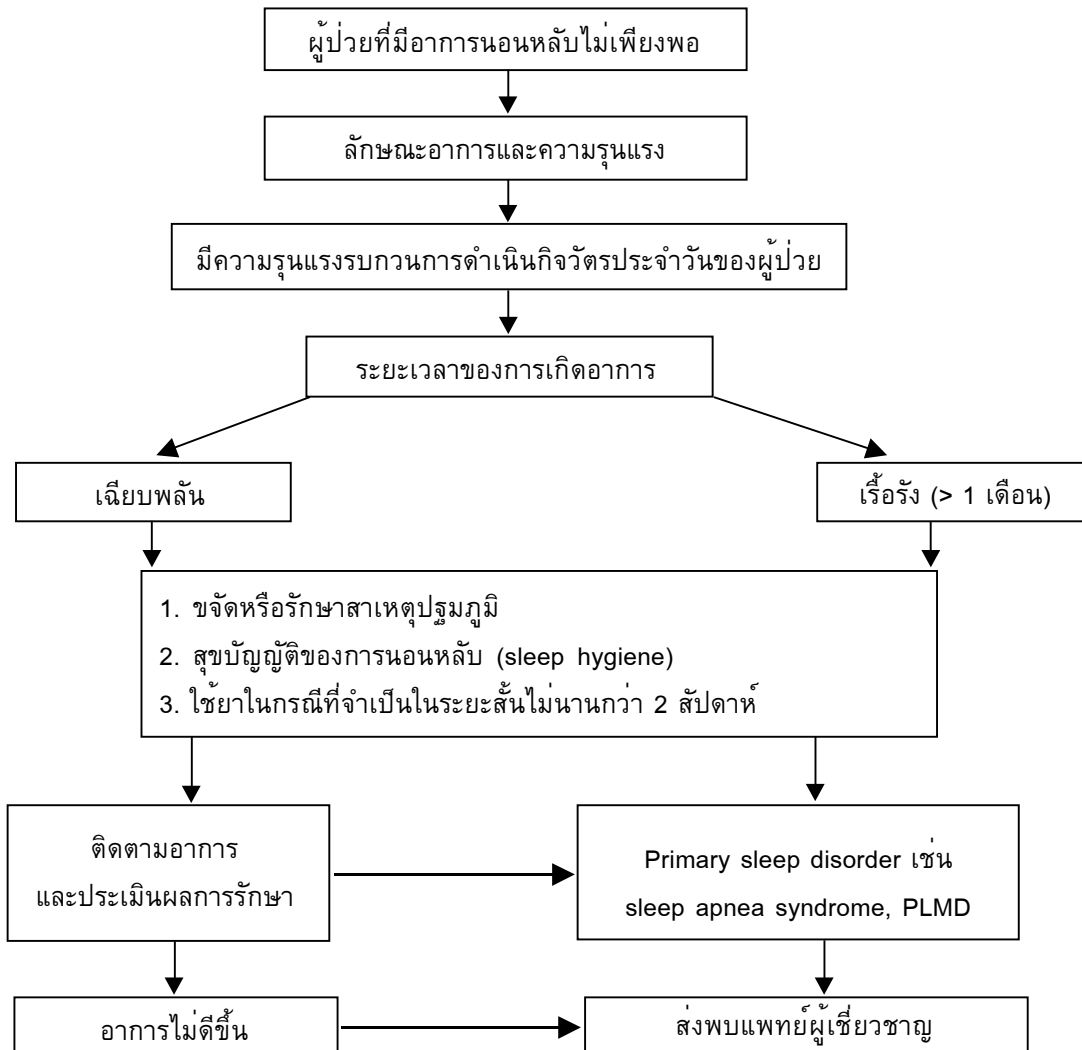 ผู้ป่วยที่มีอาการนอนหลับไม่เพียงพอ
ลักษณะอาการและความรุนแรง
มีความรุนแรงรบกวนการดำเนินกิจวัตรประจำวันของผู้ป่วย
ระยะเวลาของการเกิดอาการ
เฉียบพลัน
เรื้อรัง (> 1 เดือน)
1. ขจัดหรือรักษาสาเหตุปฐมภูมิ
2. สุขบัญญัติของการนอนหลับ (sleep hygiene)
3. ใช้ยาในกรณีที่จำเป็นในระยะสั้นไม่นานกว่า 2 สัปดาห์
ติดตามอาการ
และประเมินผลการรักษา
Primary sleep disorder เช่น
sleep apnea syndrome, PLMD
อาการไม่ดีขึ้น
ส่งพบแพทย์ผู้เชี่ยวชาญ